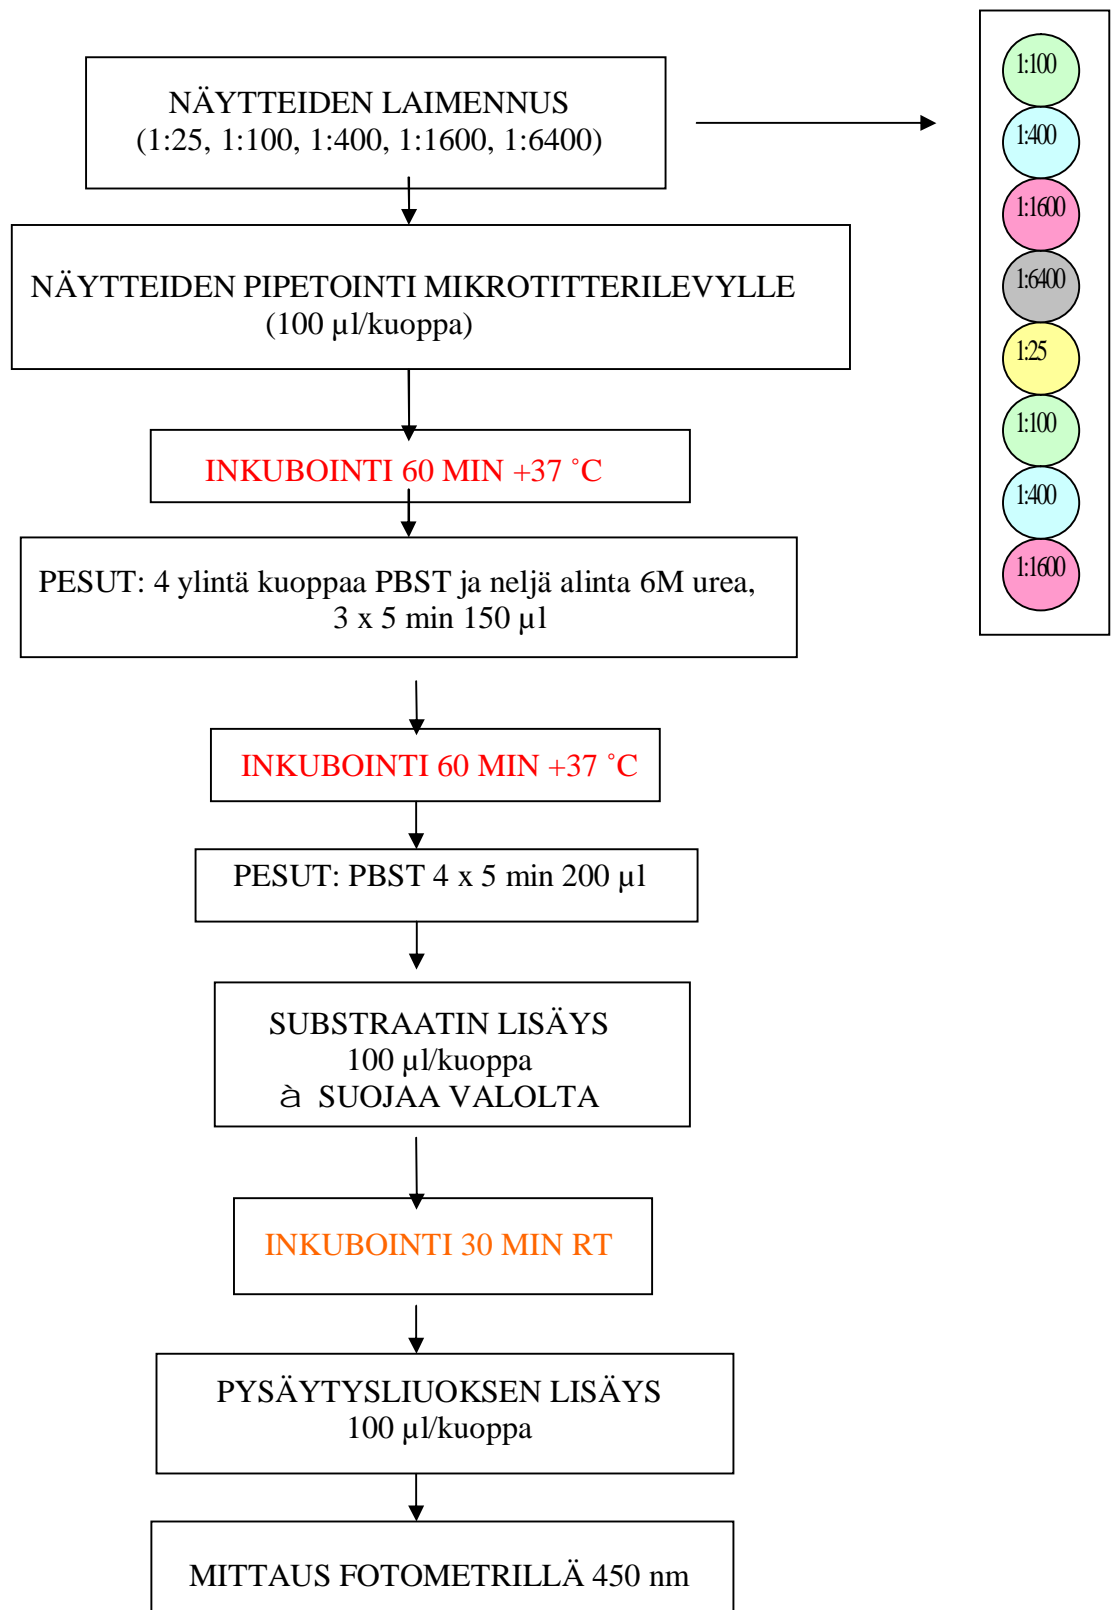 NÄYTTEIDEN LAIMENNUS
(1:25, 1:100, 1:400, 1:1600, 1:6400)
NÄYTTEIDEN PIPETOINTI MIKROTITTERILEVYLLE
(100 µl/kuoppa)
INKUBOINTI 60 MIN +37 ˚C
PESUT: 4 ylintä kuoppaa PBST ja neljä alinta 6M urea,
3 x 5 min 150 µl
INKUBOINTI 60 MIN +37 ˚C
PESUT: PBST 4 x 5 min 200 µl
SUBSTRAATIN LISÄYS
100 µl/kuoppa
à SUOJAA VALOLTA
INKUBOINTI 30 MIN RT
PYSÄYTYSLIUOKSEN LISÄYS
100 µl/kuoppa
MITTAUS FOTOMETRILLÄ 450 nm
1:100
1:400
1:1600
1:6400
1:25
1:100
1:400
1:1600